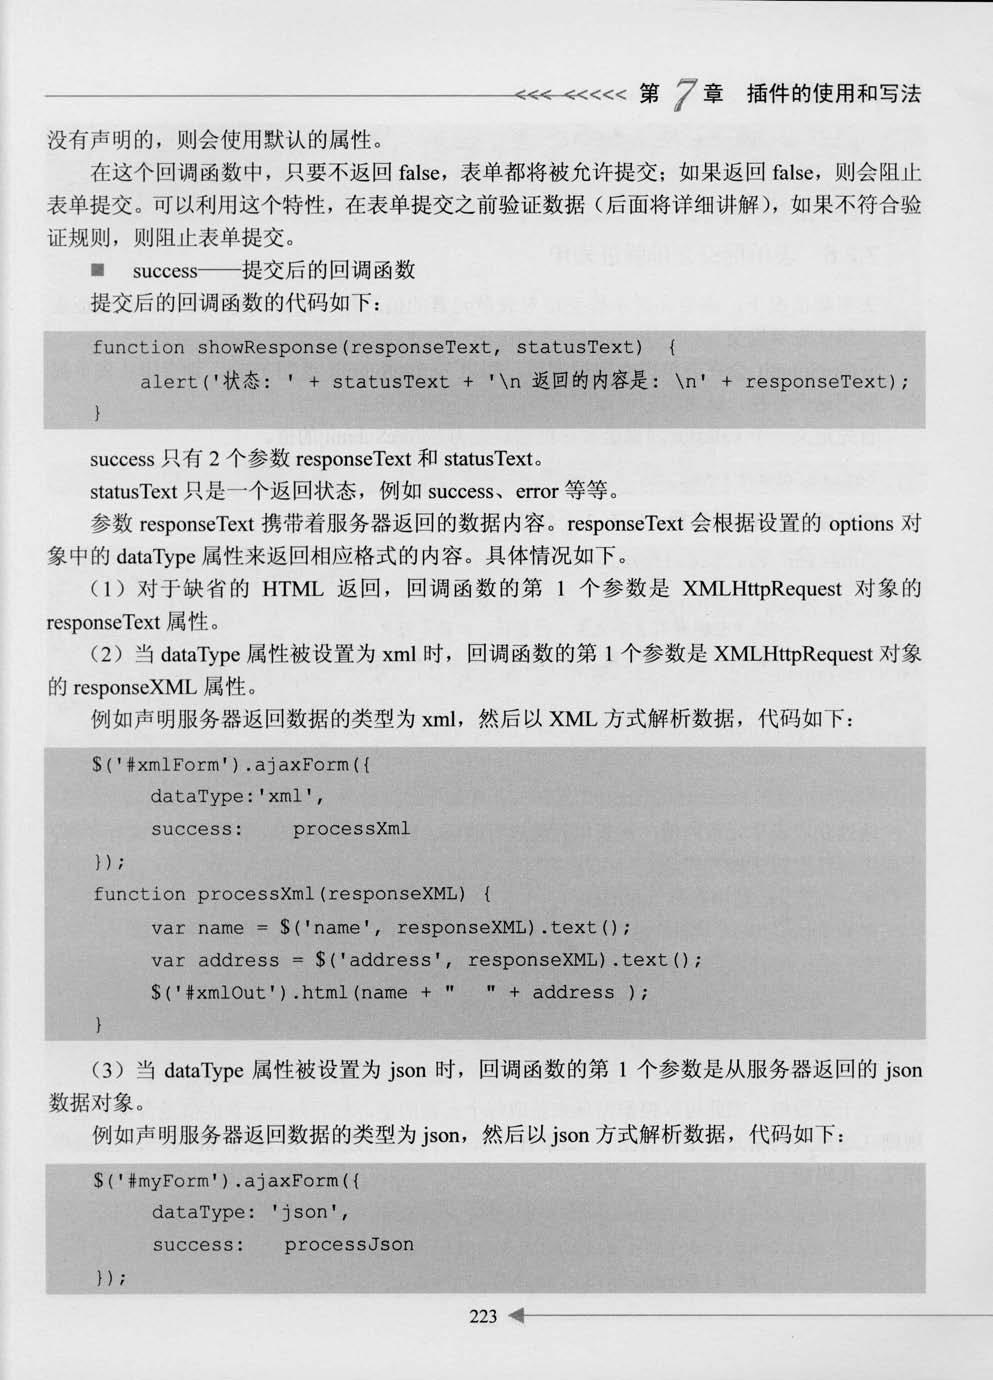 <<< <<<<< 第 7 章 插件的使用和写法
没有声明的，则会使用默认的属性。
在这个回调函数中，只要不返回 false，表单都将被允许提交；如果返回 false，则会阻止
表单提交。可以利用这个特性，在表单提交之前验证数据（后面将详细讲解），如果不符合验
证规则，则阻止表单提交。
■ success——提交后的回调函数
提交后的回调函数的代码如下：
function showResponse(responseText, statusText) {
alert('状态: ' + statusText + '\n 返回的内容是: \n' + responseText);
}
success 只有 2 个参数 responseText 和 statusText。
statusText 只是一个返回状态，例如 success、error 等等。
参数 responseText 携带着服务器返回的数据内容。responseText 会根据设置的 options 对
象中的 dataType 属性来返回相应格式的内容。具体情况如下。
（1）对于缺省的 HTML 返回，回调函数的第 1 个参数是 XMLHttpRequest 对象的
responseText 属性。
（2）当 dataType 属性被设置为 xml 时，回调函数的第 1 个参数是 XMLHttpRequest 对象
的 responseXML 属性。
例如声明服务器返回数据的类型为 xml，然后以 XML 方式解析数据，代码如下：
$('#xmlForm').ajaxForm({
dataType:'xml',
success: processXml
});
function processXml(responseXML) {
var name = $('name', responseXML).text();
var address = $('address', responseXML).text();
$('#xmlOut').html(name + "  " + address );
}
（3）当 dataType 属性被设置为 json 时，回调函数的第 1 个参数是从服务器返回的 json
数据对象。
例如声明服务器返回数据的类型为 json，然后以 json 方式解析数据，代码如下：
$('#myForm').ajaxForm({
dataType: 'json',
success: processJson
});
223